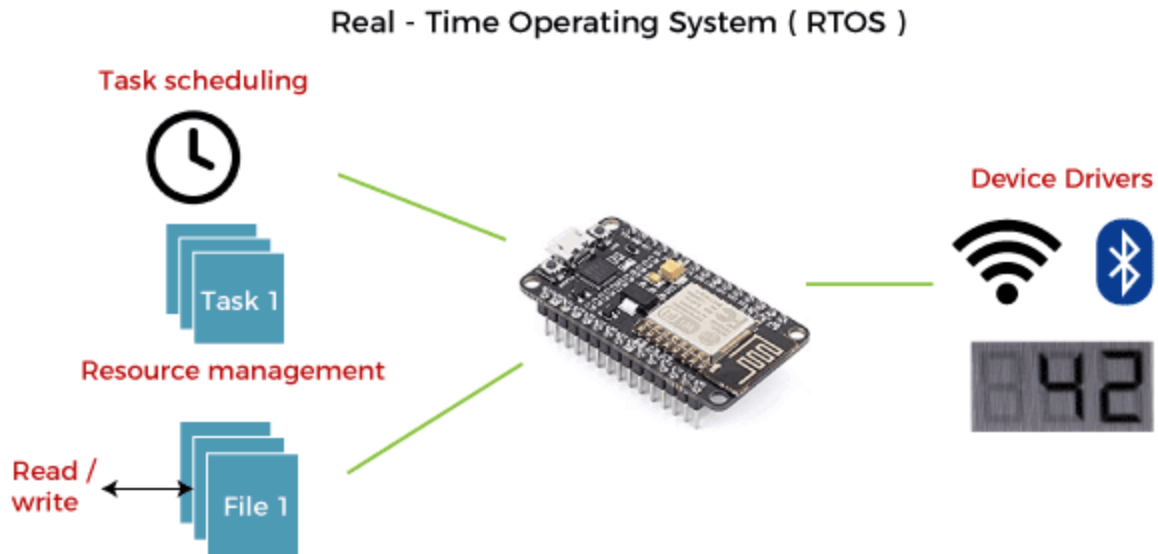 Real - Time Operating System ( RTOS )
Task scheduling
Task 1
Resource management
Read /
write
File 1
Device Drivers
42